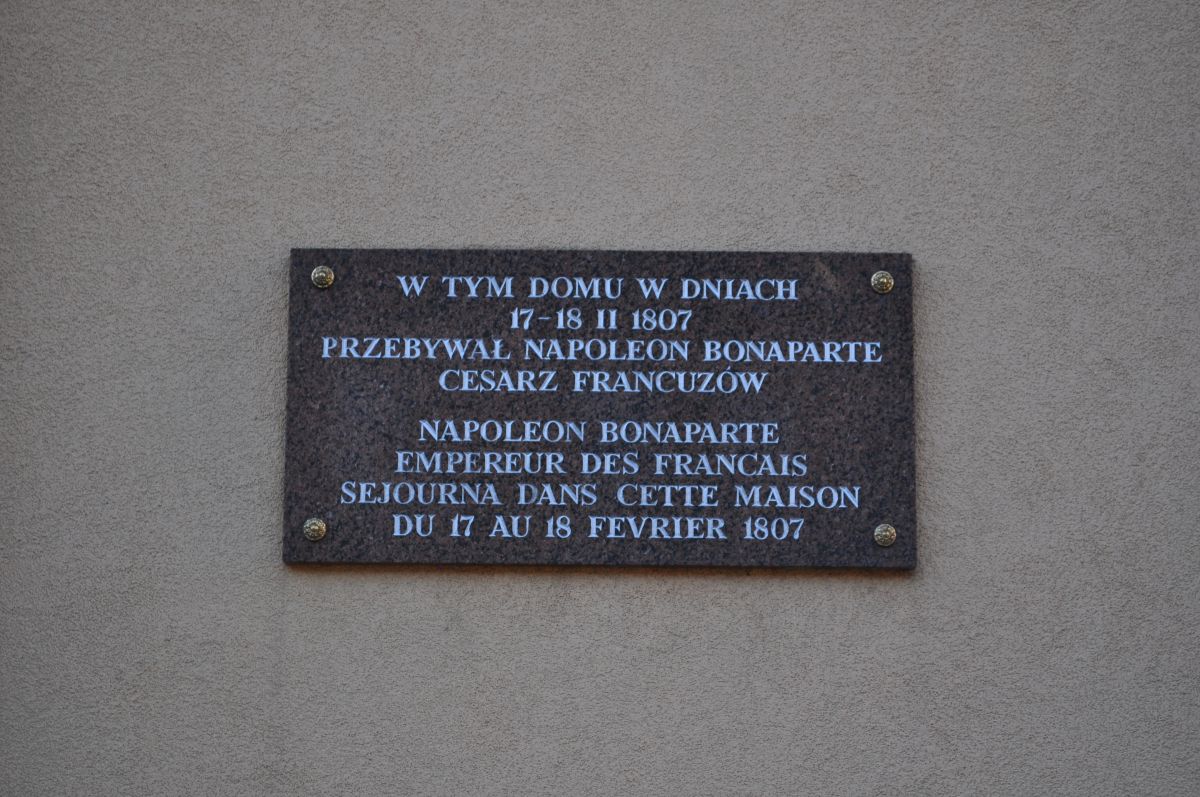 W TYM DOMU W DNIACH
17-18 II 1807
PRZEBYWAŁ NAPOLEON BONAPARTE
CESARZ FRANCUZÓW
NAPOLEON BONAPARTE
EMPEREUR DES FRANCAIS
SEJOURNA DANS CETTE MAISON
DU 17 AU 18 FEVRIER 1807